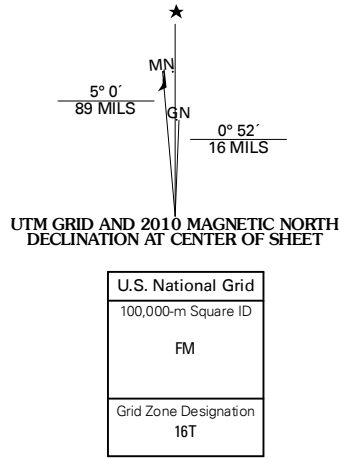 ★
MN
5° 0´
89 MILS
GN
0° 52´
16 MILS
UTM GRID AND 2010 MAGNETIC NORTH
DECLINATION AT CENTER OF SHEET
U.S. National Grid
100,000-m Square ID
FM
Grid Zone Designation
16T